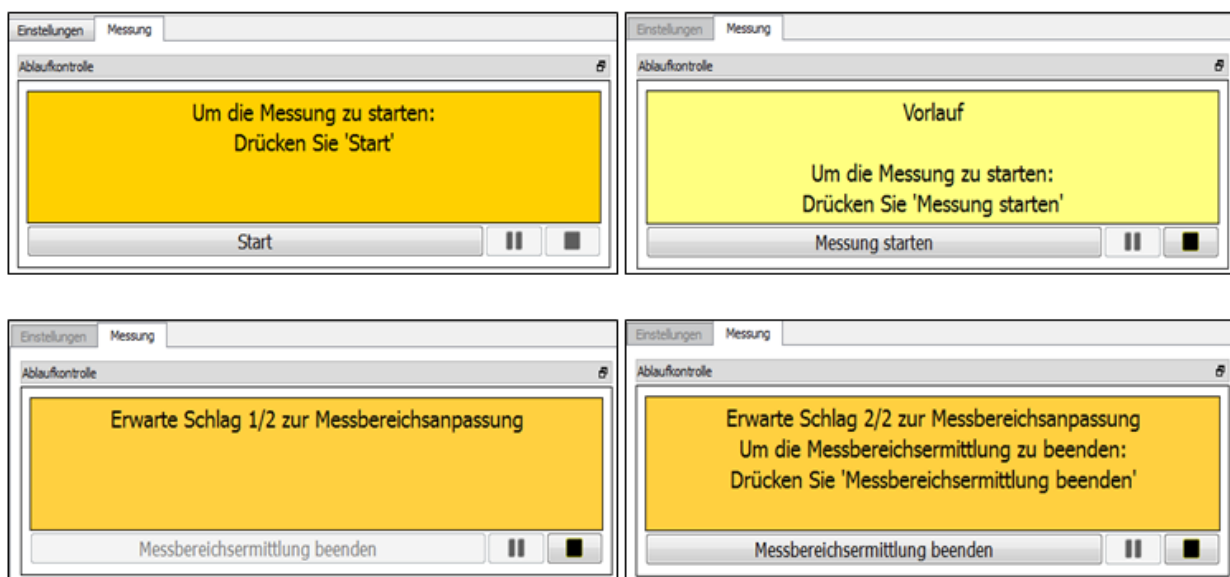 Einstellungen Messung
Ablaufkontrolle
Um die Messung zu starten:
Drücken Sie 'Start'
Start
Einstellungen Messung
Ablaufkontrolle
Vorlauf
Um die Messung zu starten:
Drücken Sie 'Messung starten'
Messung starten
Einstellungen Messung
Ablaufkontrolle
Erwarte Schlag 1/2 zur Messbereichsanpassung
Messbereichsermittlung beenden
Einstellungen Messung
Ablaufkontrolle
Erwarte Schlag 2/2 zur Messbereichsanpassung
Um die Messbereichsermittlung zu beenden:
Drücken Sie 'Messbereichsermittlung beenden'
Messbereichsermittlung beenden